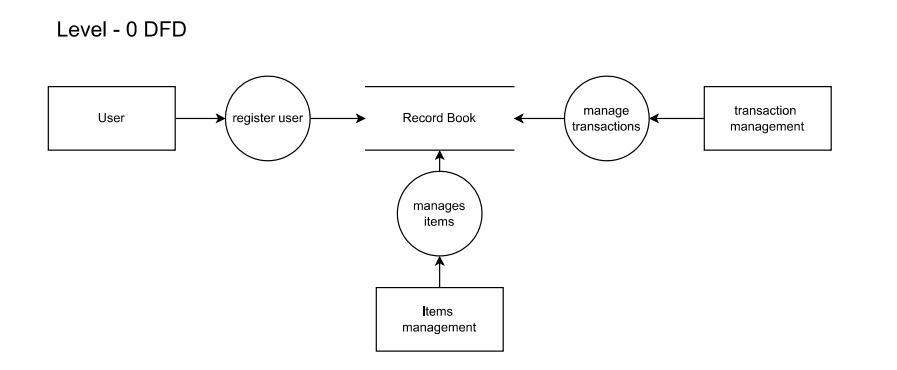 Level - 0 DFD
User
register user
Record Book
manage
transactions
transaction
management
manages
items
Items
management